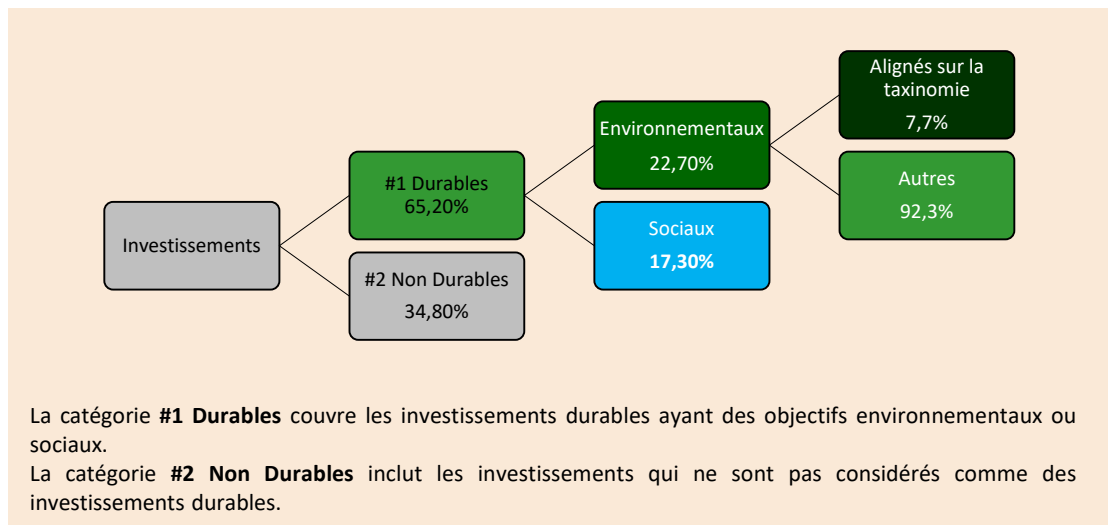 Investissements
#1 Durables
65,20%
#2 Non Durables
34,80%
Environnementaux
22,70%
Sociaux
17,30%
Alignés sur la
taxinomie
7,7%
Autres
92,3%
La catégorie #1 Durables couvre les investissements durables ayant des objectifs environnementaux ou
sociaux.
La catégorie #2 Non Durables inclut les investissements qui ne sont pas considérés comme des
investissements durables.